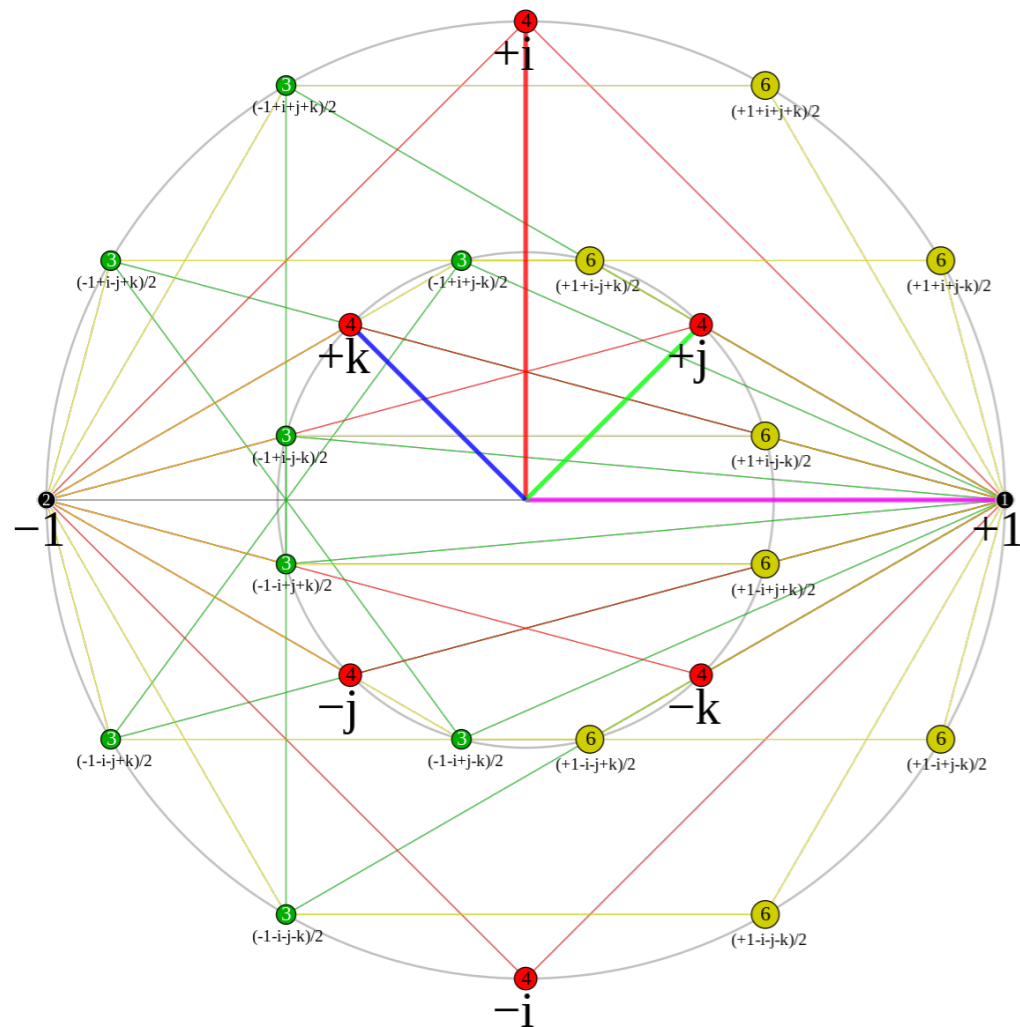 4
+i
3
6
(-1+i+j+k)/2
(+1+i+j+k)/2
3
3
6
6
(-1+i-j+k)/2
(-1+i+j-k)/2
(+1+i-j+k)/2
(+1+i+j-k)/2
4
4
+k
+j
3
6
(-1+i-j-k)/2
(+1+i-j-k)/2
2
1
−1
+1
3
6
(-1-i+j+k)/2
(+1-i+j+k)/2
4
4
−j
−k
3
3
6
6
(-1-i-j+k)/2
(-1-i+j-k)/2
(+1-i-j+k)/2
(+1-i+j-k)/2
3
6
(-1-i-j-k)/2
(+1-i-j-k)/2
4
−i